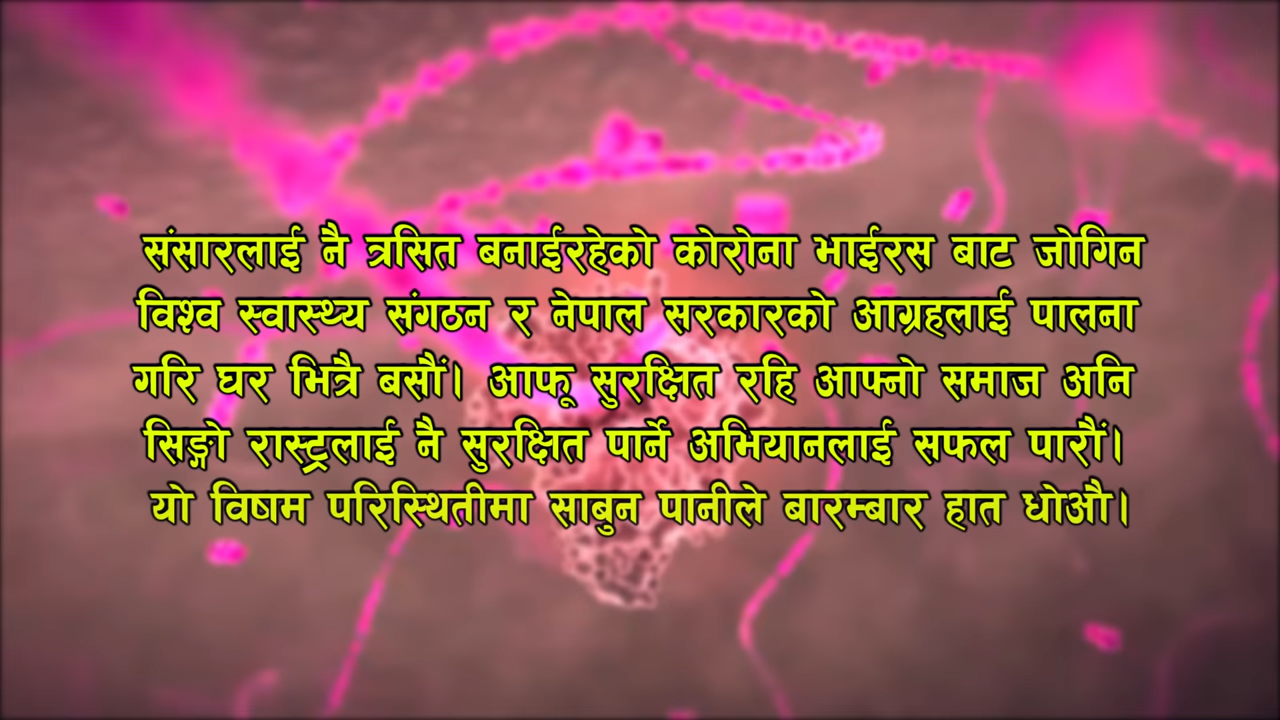 संसारलाई नै त्रसित बनाईरहेको कोरोना भाईरस बाट जोगिन
विश्व स्वास्थ्य संगठन र नेपाल सरकारको आग्रहलाई पालना
गरि घर भित्रै बसौं। आफू सुरक्षित रहि आफ्नो समाज अनि
सिङ्गो रास्ट्रलाई नै सुरक्षित पार्ने अभियानलाई सफल पारौं।
यो विषम परिस्थितीमा साबुन पानीले बारम्बार हात धोऔ।